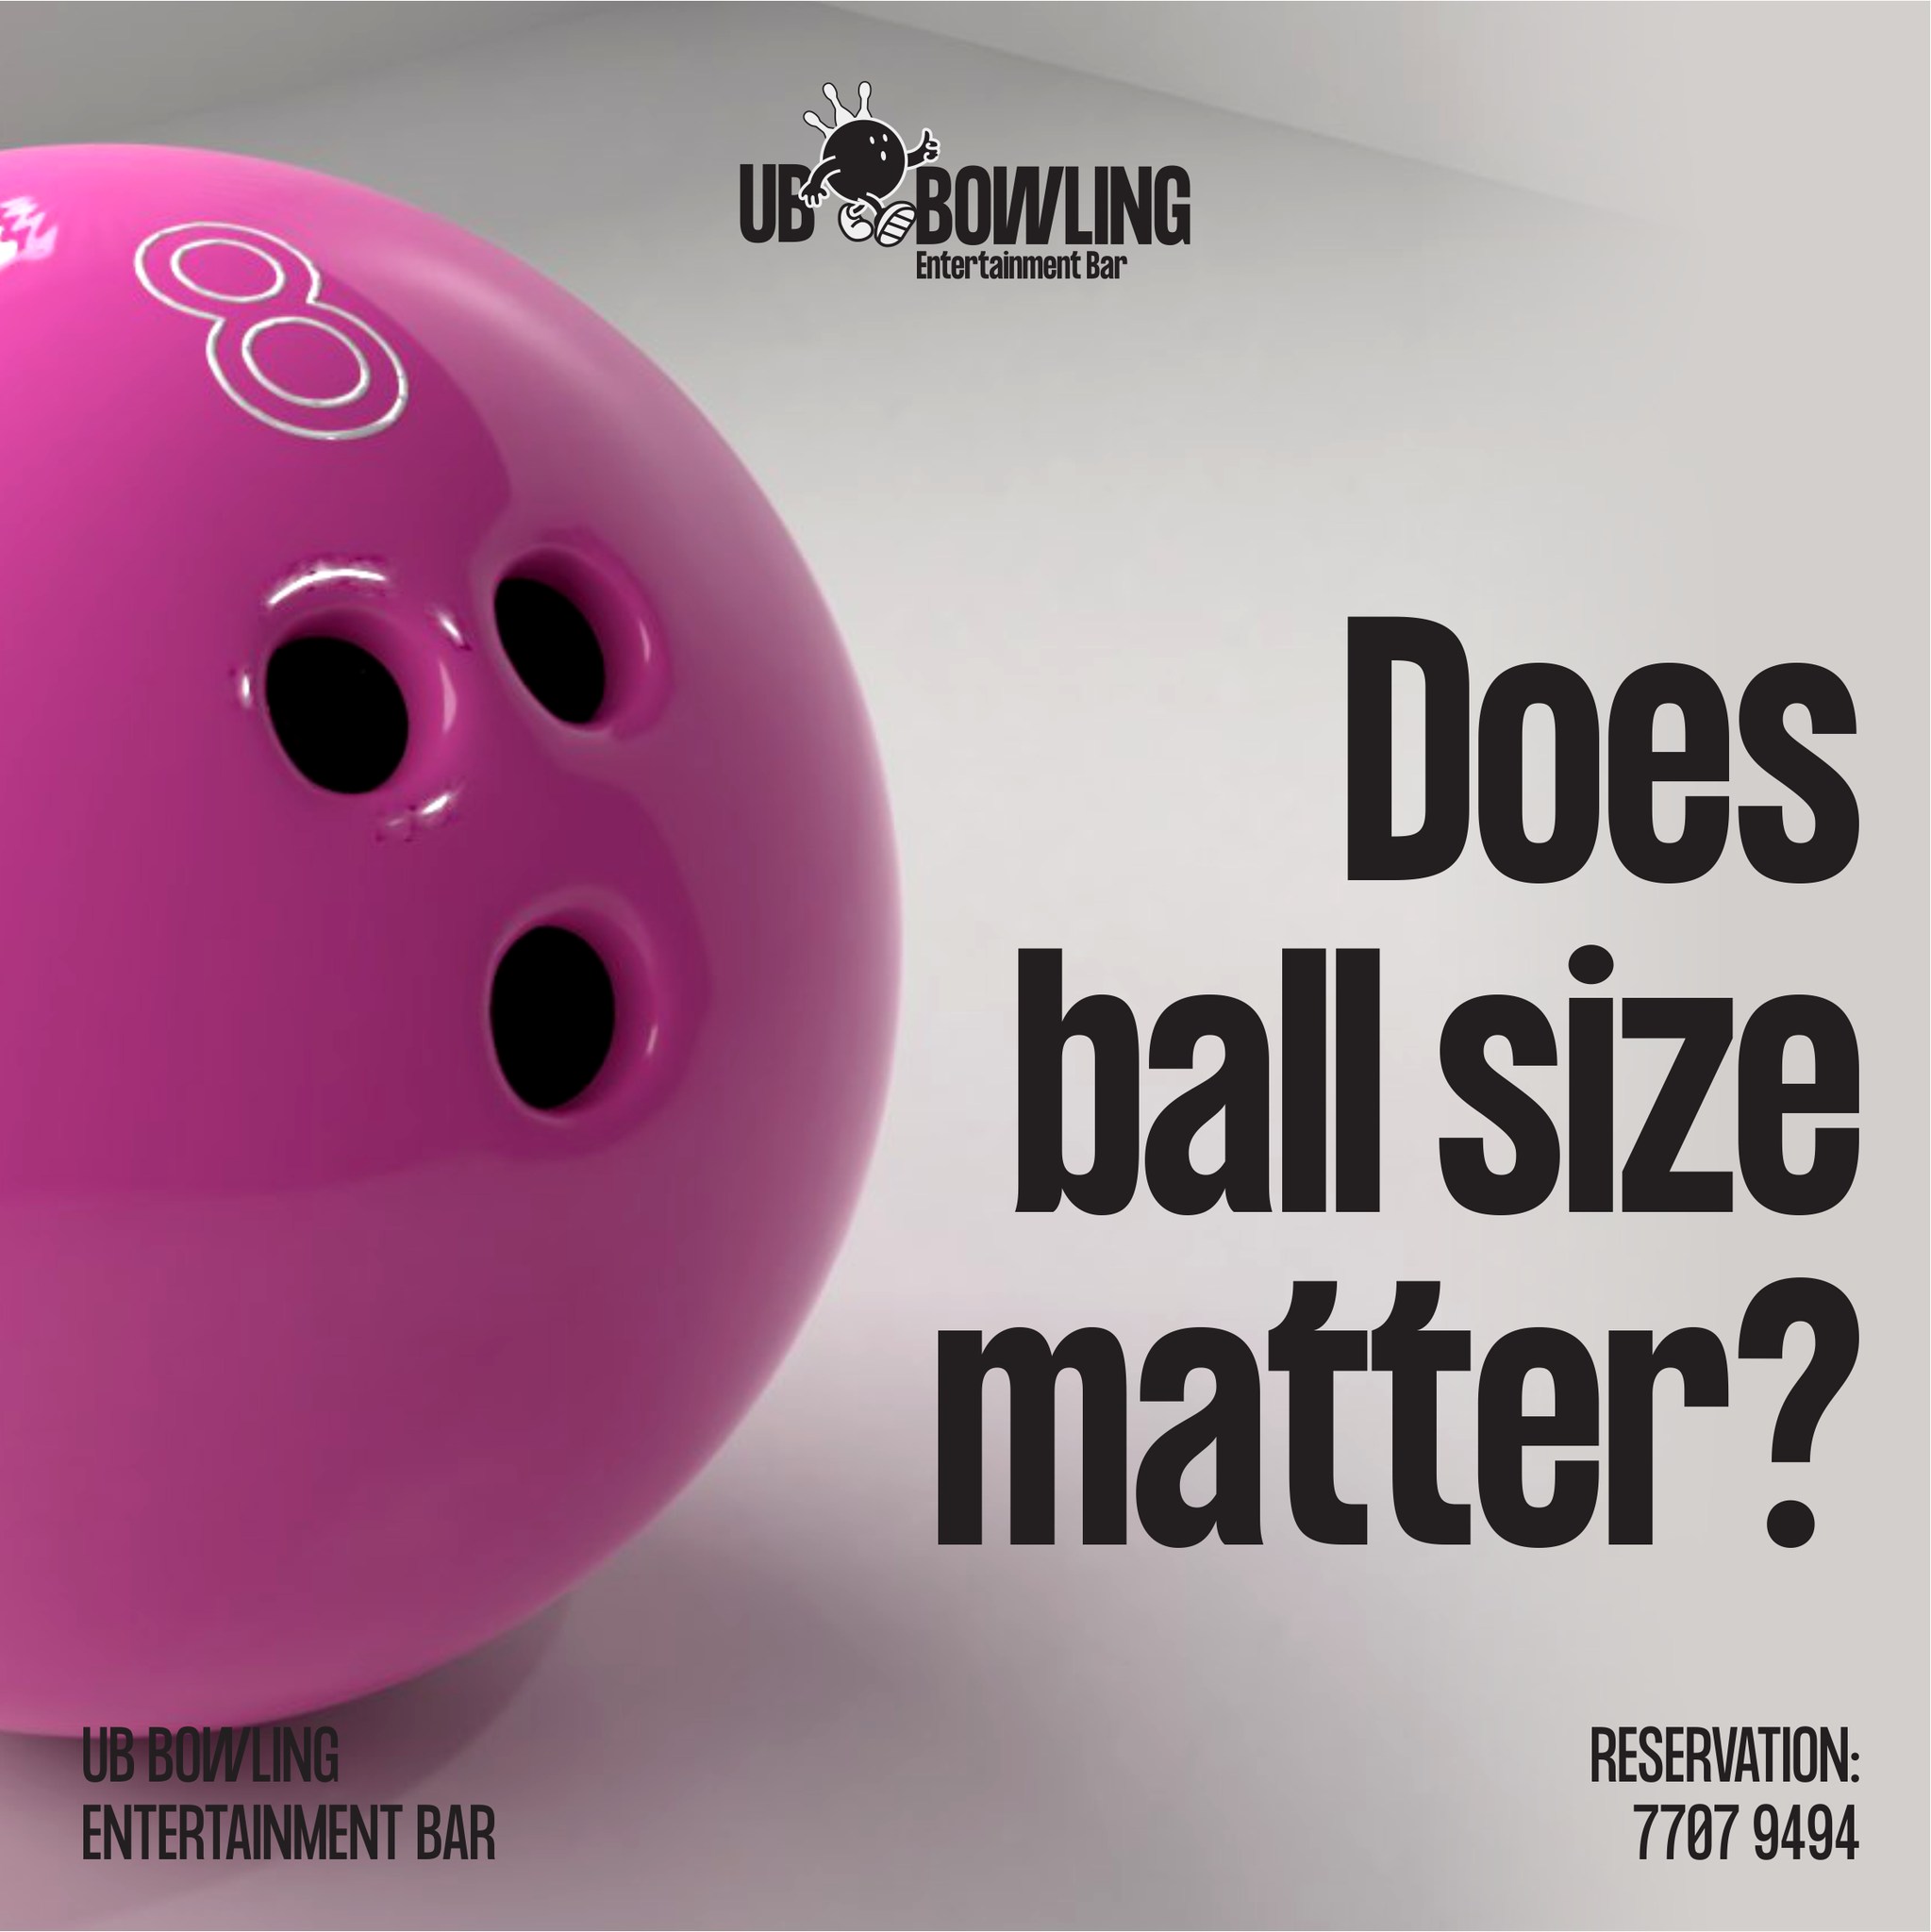 UB BOWLING
Entertainment Bar
8
Does
ball size
matter?
UB BOWLING
ENTERTAINMENT BAR
RESERVATION:
7707 9494